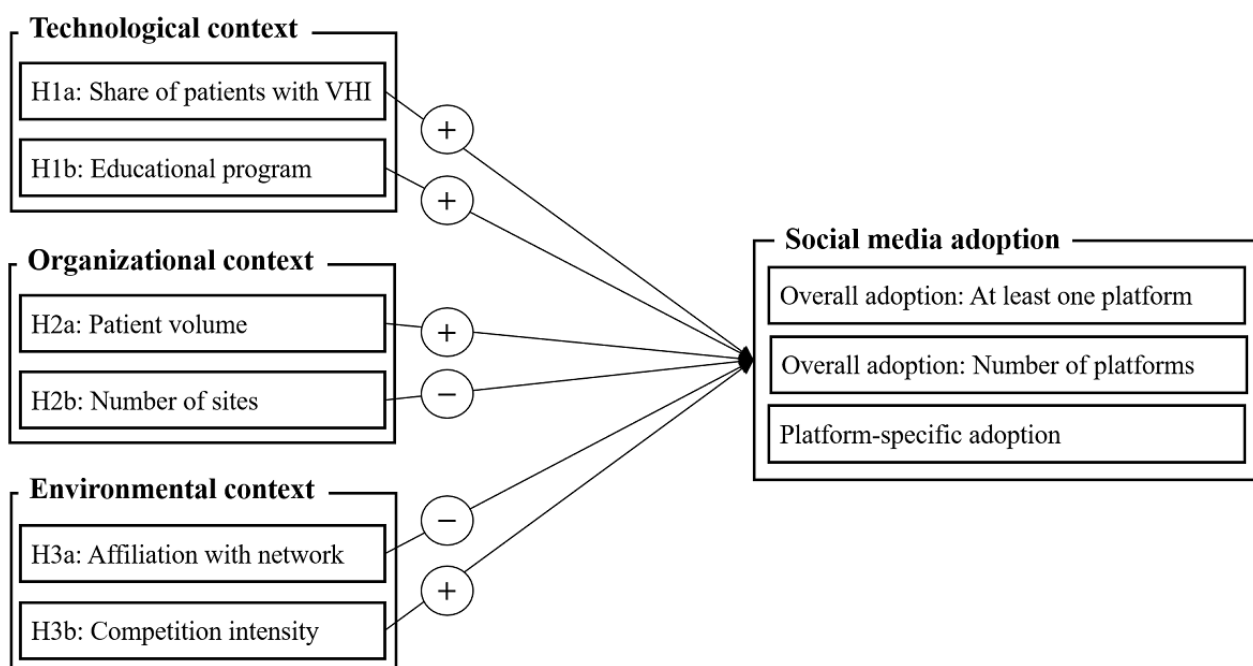 Technological context
H1a: Share of patients with VHI
+
H1b: Educational program
+
Organizational context
H2a: Patient volume
+
H2b: Number of sites
−
Environmental context
H3a: Affiliation with network
−
H3b: Competition intensity
+
Social media adoption
Overall adoption: At least one platform
Overall adoption: Number of platforms
Platform-specific adoption